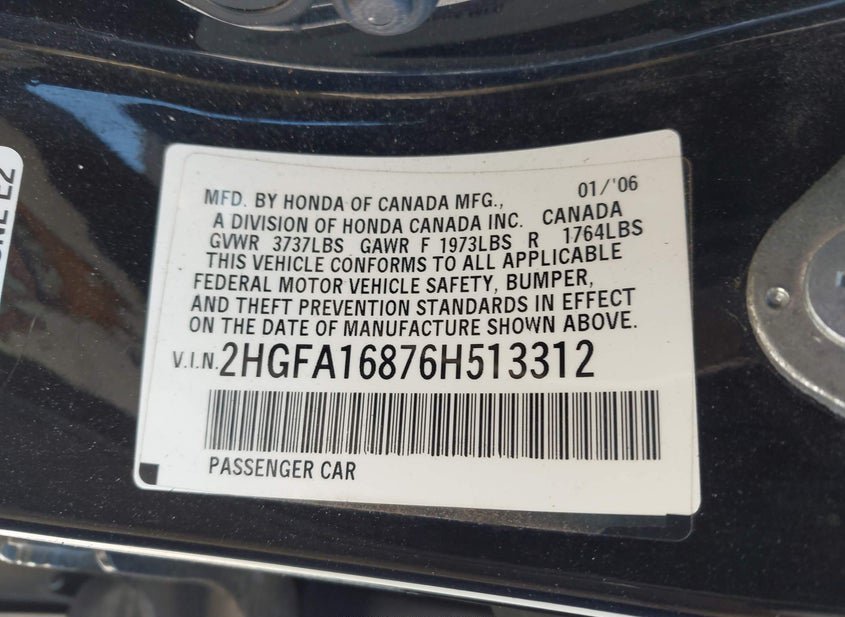 MFD. BY HONDA OF CANADA MFG., 01/'06
A DIVISION OF HONDA CANADA INC. CANADA
GVWR 3737LBS GAWR F 1973LBS R 1764LBS
THIS VEHICLE CONFORMS TO ALL APPLICABLE
FEDERAL MOTOR VEHICLE SAFETY, BUMPER,
AND THEFT PREVENTION STANDARDS IN EFFECT
ON THE DATE OF MANUFACTURE SHOWN ABOVE.
V.I.N. 2HGFA16876H513312
PASSENGER CAR